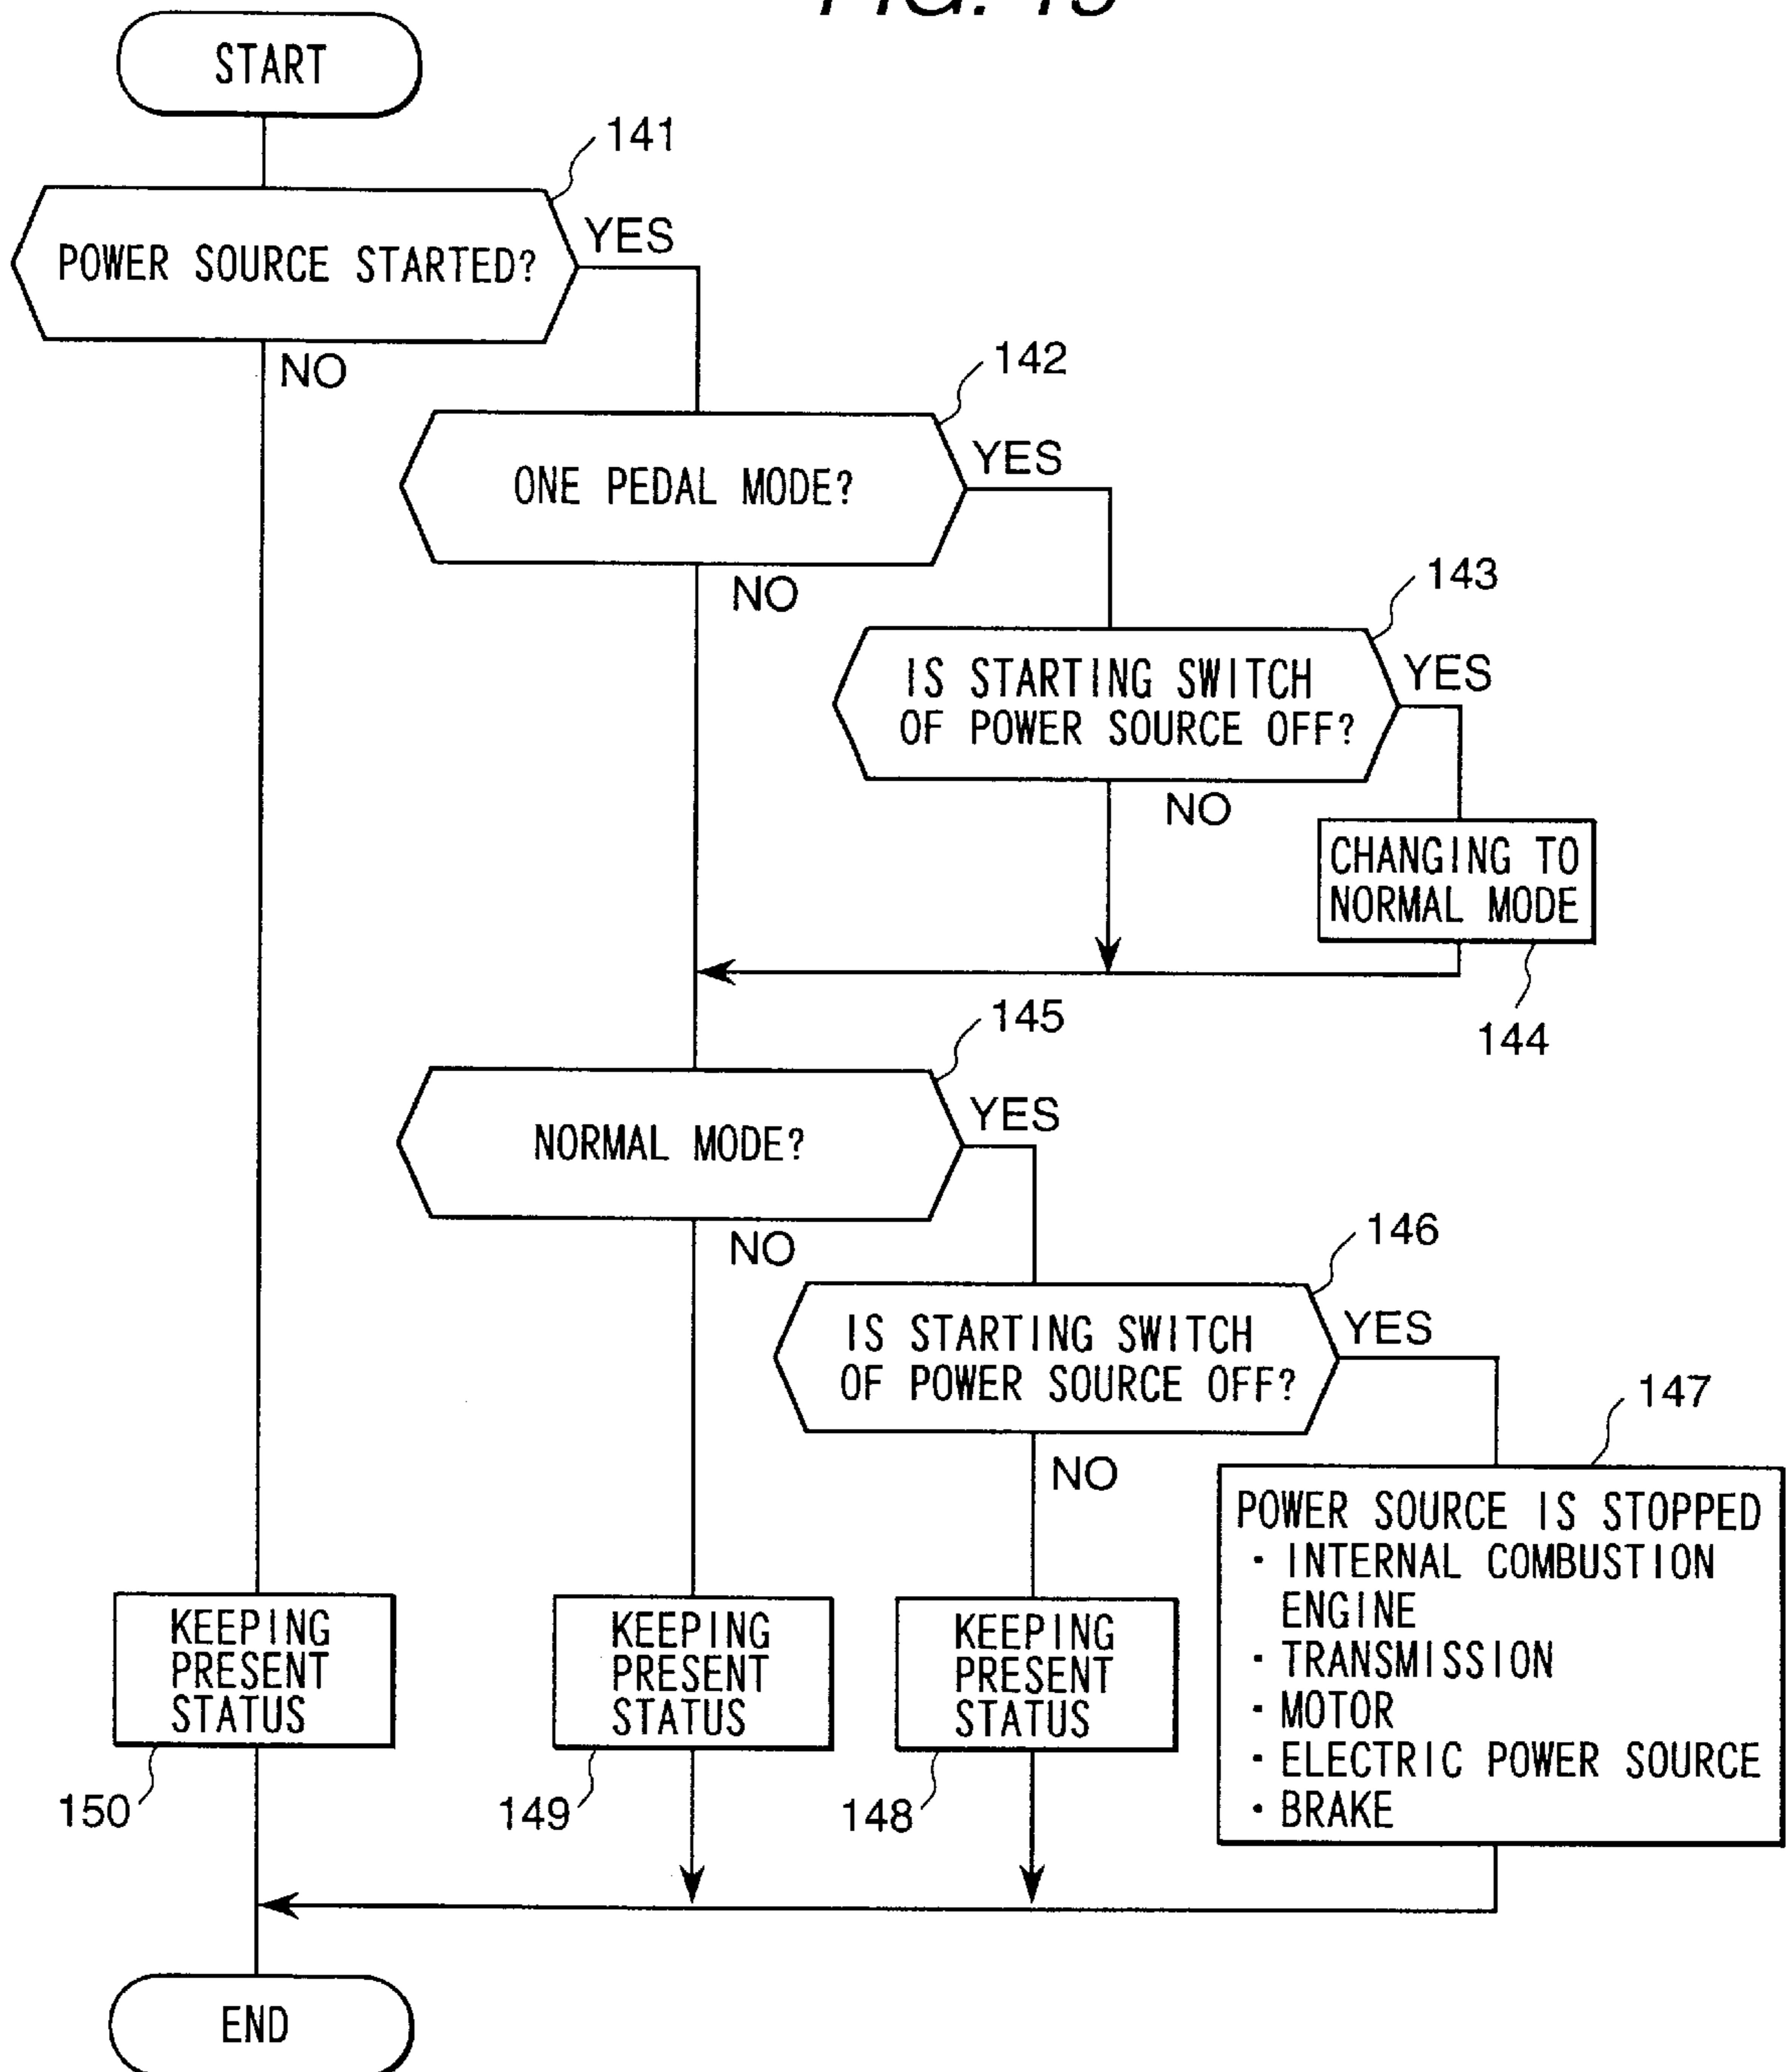 START
141
POWER SOURCE STARTED?
YES
NO
142
ONE PEDAL MODE?
YES
NO
143
IS STARTING SWITCH
OF POWER SOURCE OFF?
YES
NO
CHANGING TO
NORMAL MODE
144
145
NORMAL MODE?
YES
NO
146
IS STARTING SWITCH
OF POWER SOURCE OFF?
YES
NO
147
POWER SOURCE IS STOPPED
· INTERNAL COMBUSTION
ENGINE
· TRANSMISSION
· MOTOR
· ELECTRIC POWER SOURCE
· BRAKE
KEEPING
PRESENT
STATUS
150
KEEPING
PRESENT
STATUS
149
KEEPING
PRESENT
STATUS
148
END